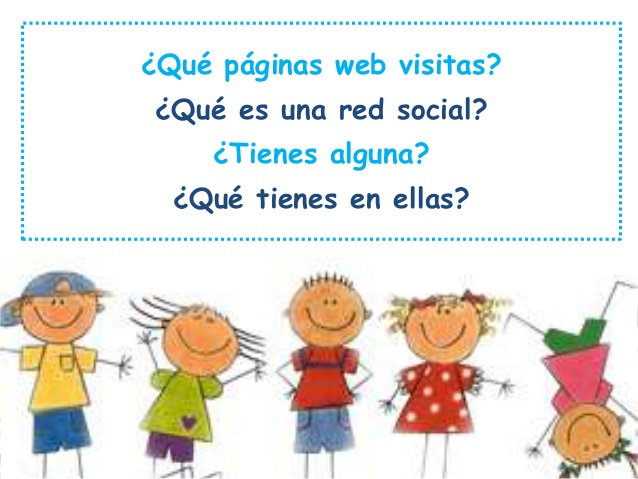 ¿Qué páginas web visitas?
¿Qué es una red social?
¿Tienes alguna?
¿Qué tienes en ellas?